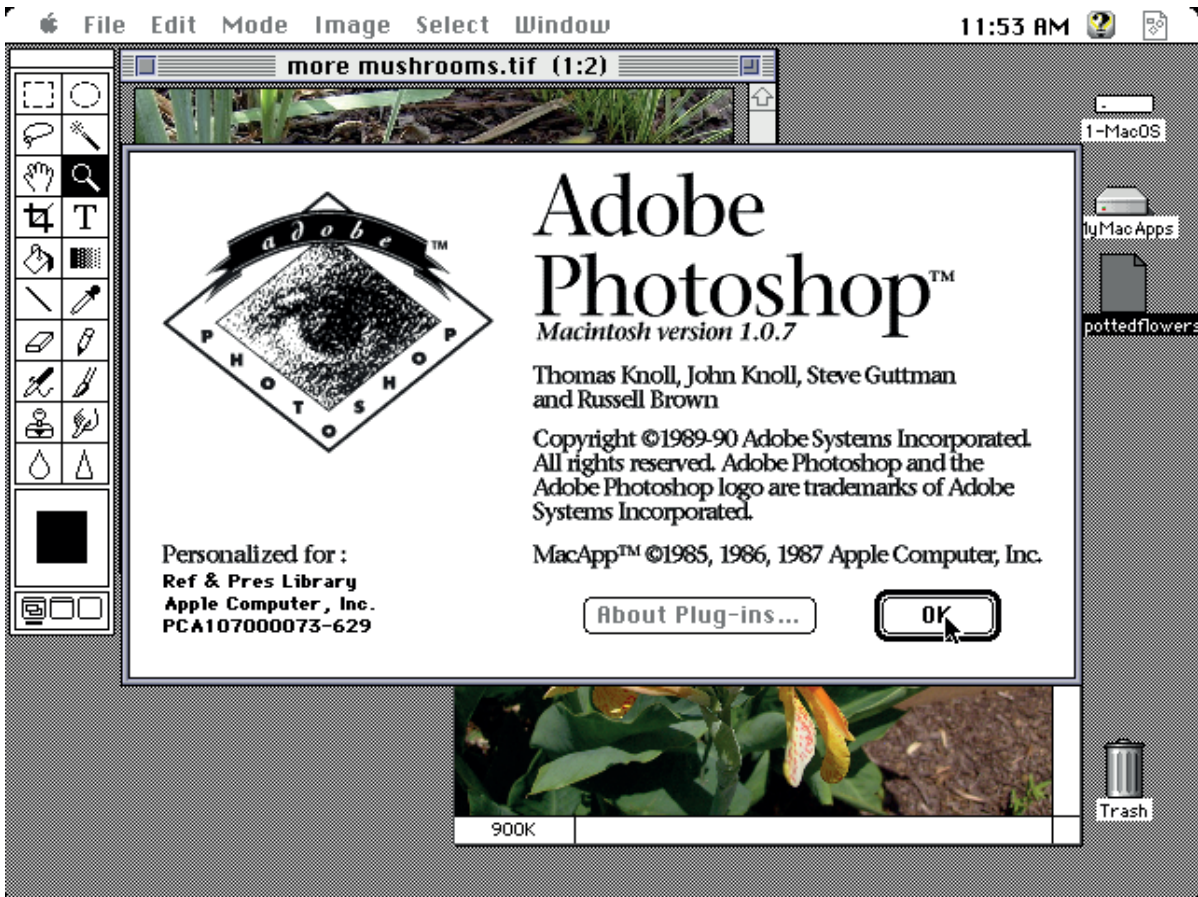 File Edit Mode Image Select Window 11:53 AM
more mushrooms.tif (1:2)
1-MacOS
MyMacApps
pottedflowers
adobe™
PHOTOSHOP
Adobe
Photoshop™
Macintosh version 1.0.7
Thomas Knoll, John Knoll, Steve Guttman
and Russell Brown
Copyright ©1989-90 Adobe Systems Incorporated.
All rights reserved. Adobe Photoshop and the
Adobe Photoshop logo are trademarks of Adobe
Systems Incorporated.
MacApp™ ©1985, 1986, 1987 Apple Computer, Inc.
Personalized for :
Ref & Pres Library
Apple Computer, Inc.
PCA107000073-629
About Plug-ins... OK
900K
Trash
T